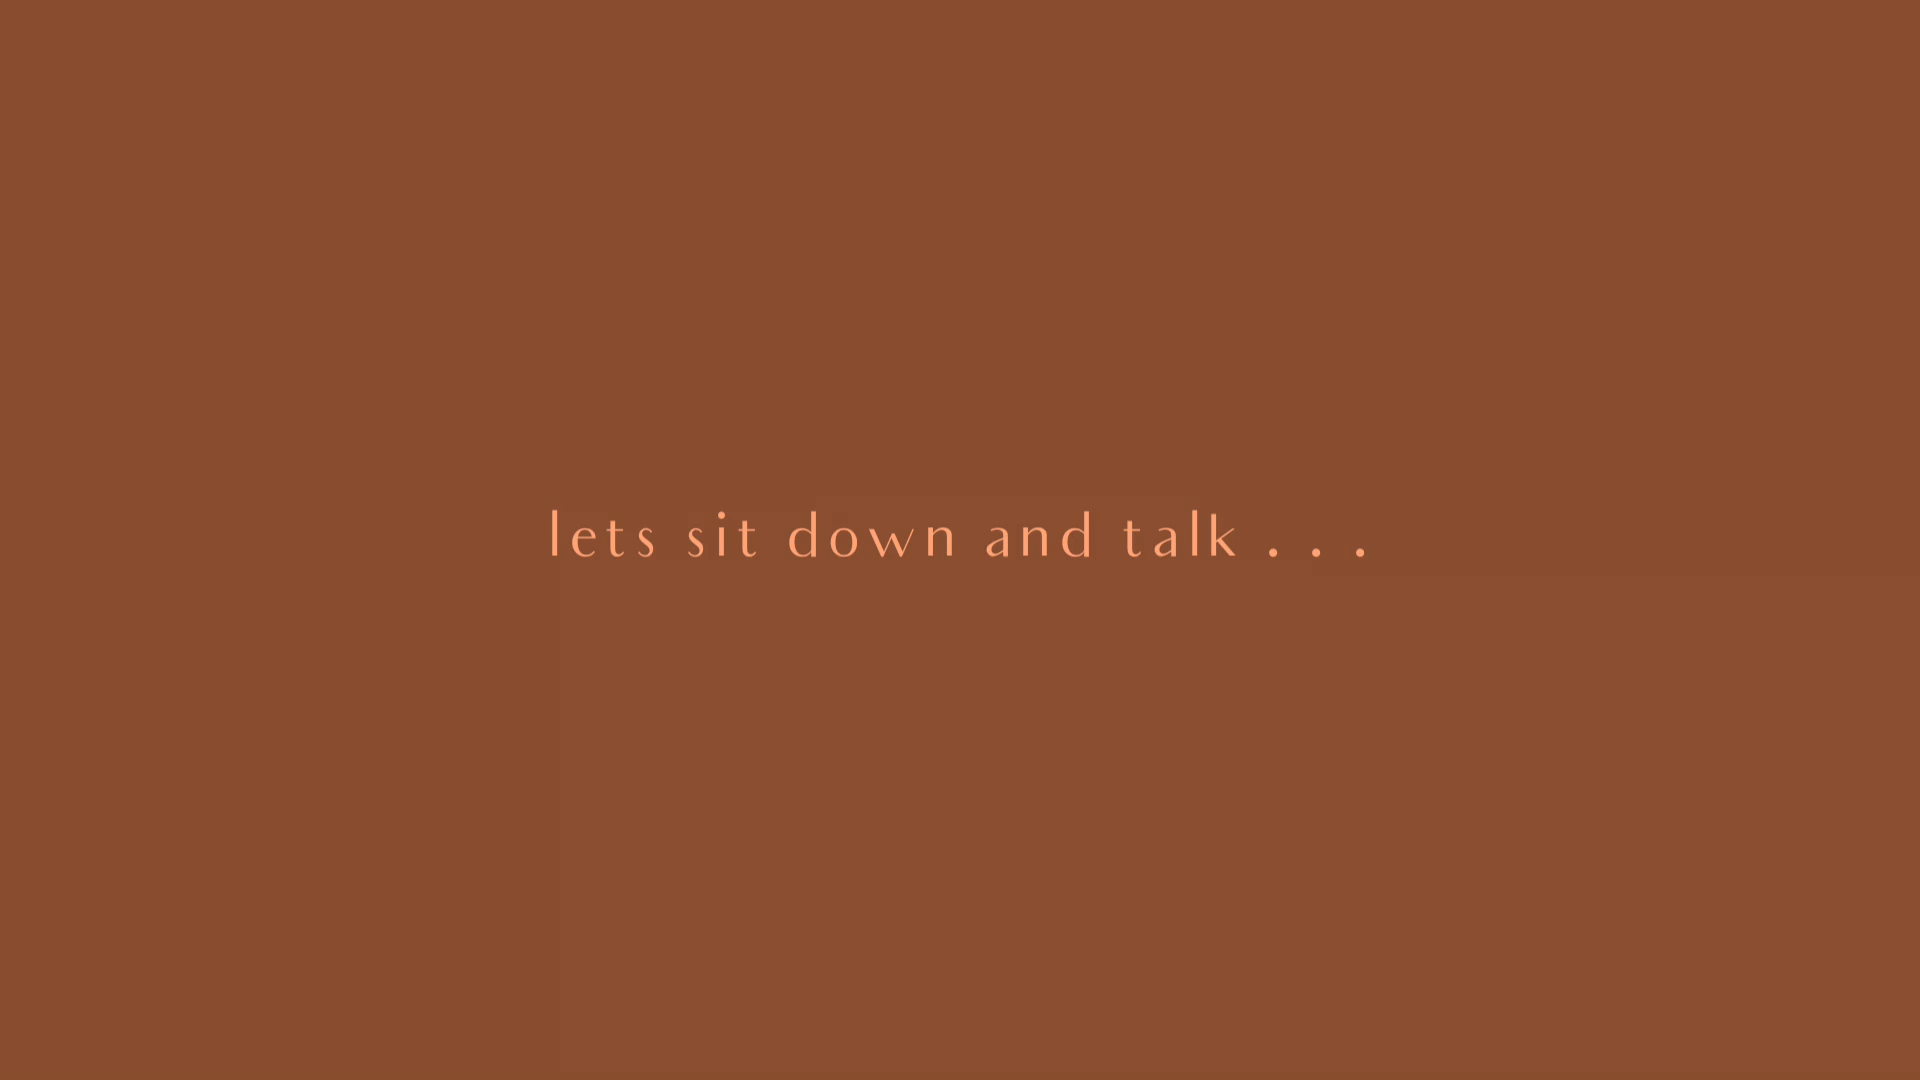 lets sit down and talk . . .